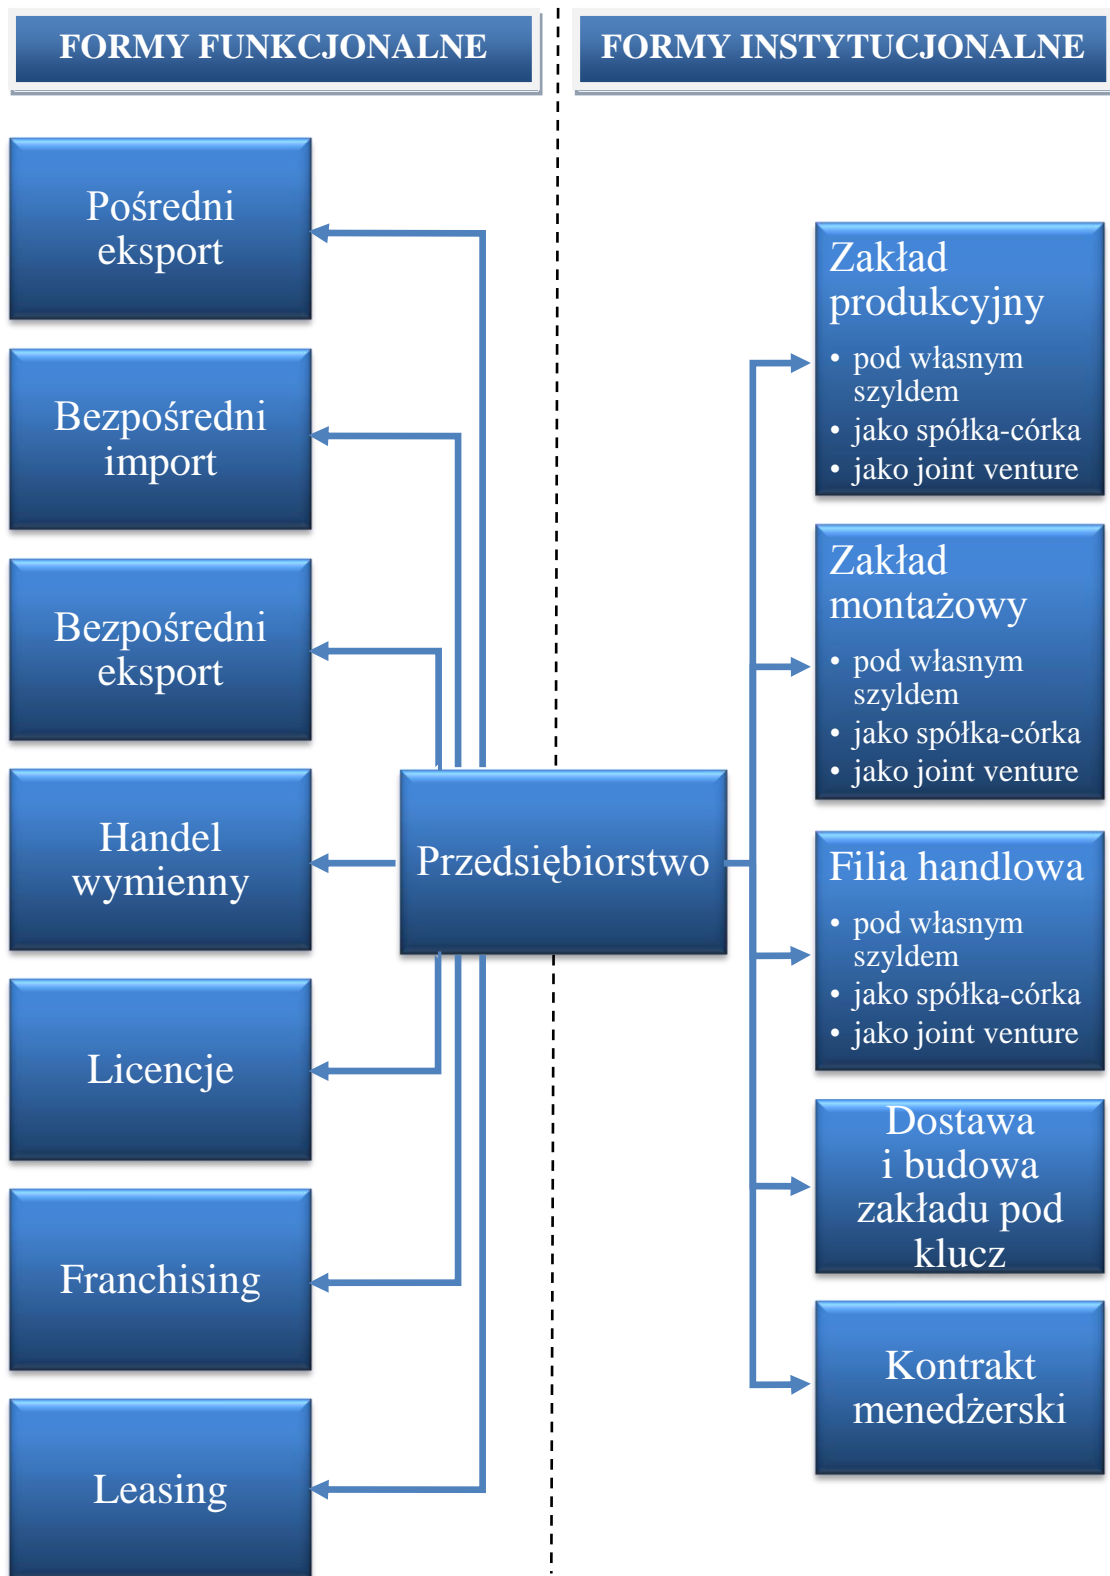 FORMY FUNKCJONALNE
FORMY INSTYTUCJONALNE
Pośredni
eksport
Bezpośredni
import
Bezpośredni
eksport
Handel
wymienny
Licencje
Franchising
Leasing
Przedsiębiorstwo
Zakład
produkcyjny
• pod własnym
szyldem
• jako spółka-córka
• jako joint venture
Zakład
montażowy
• pod własnym
szyldem
• jako spółka-córka
• jako joint venture
Filia handlowa
• pod własnym
szyldem
• jako spółka-córka
• jako joint venture
Dostawa
i budowa
zakładu pod
klucz
Kontrakt
menedżerski